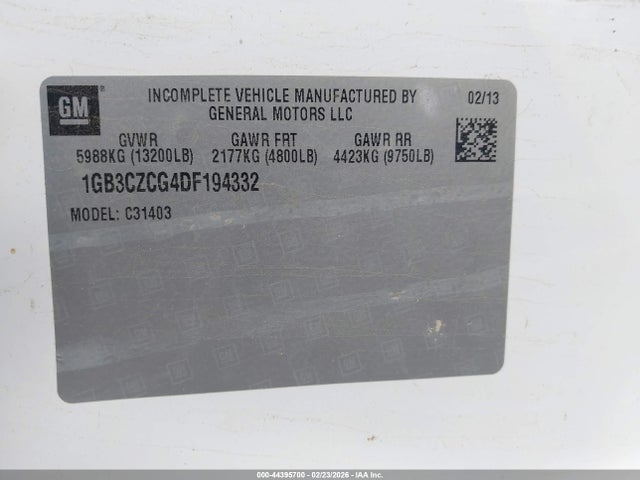 GM
INCOMPLETE VEHICLE MANUFACTURED BY
GENERAL MOTORS LLC
02/13
GVWR GAWR FRT GAWR RR
5988KG (13200LB) 2177KG (4800LB) 4423KG (9750LB)
1GB3CZCG4DF194332
MODEL: C31403
000-44395700 - 02/23/2026 - IAA Inc.